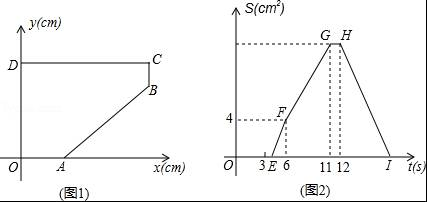 y(cm)
D
C
B
O
A
x(cm)
(图1)
S(cm²)
G
H
F
4
O
3
E
6
11
12
I
t(s)
(图2)